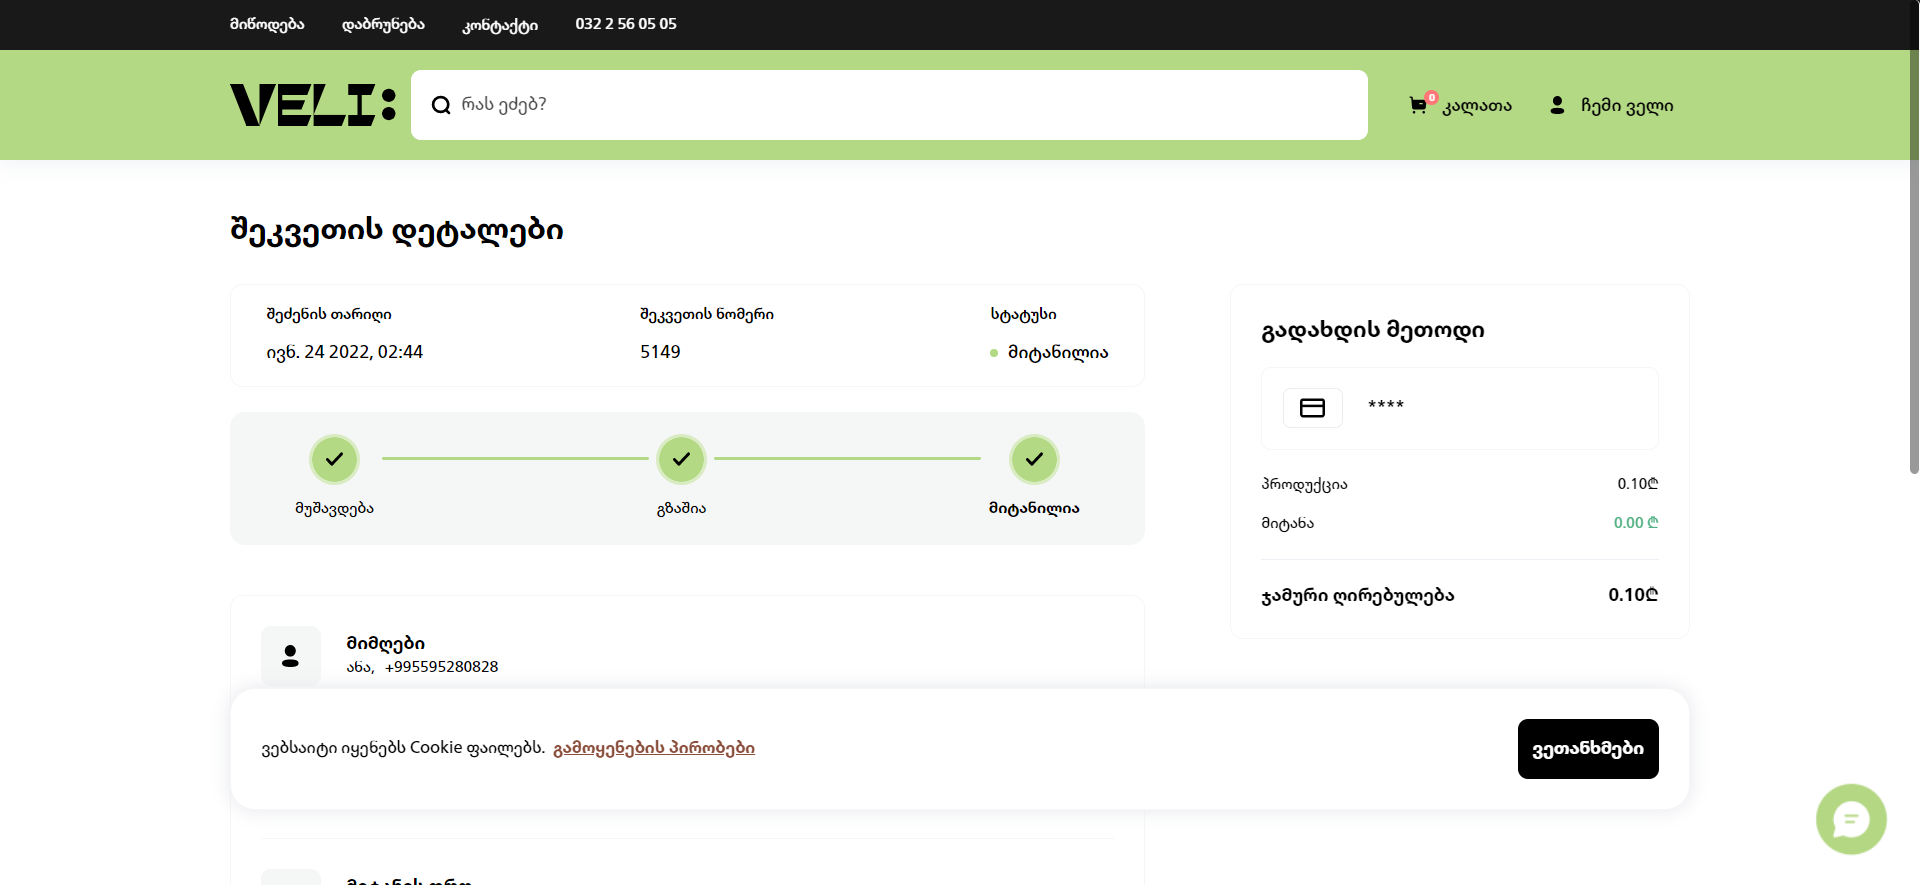 მიწოდება დაბრუნება კონტაქტი 032 2 56 05 05
VELI: რას ეძებ? 0 კალათა ჩემი ველი
შეკვეთის დეტალები
შეძენის თარიღი შეკვეთის ნომერი სტატუსი
ივნ. 24 2022, 02:44 5149 მიტანილია
მუშავდება გზაშია მიტანილია
გადახდის მეთოდი
****
პროდუქცია 0.10₾
მიტანა 0.00 ₾
ჯამური ღირებულება 0.10₾
მიმღები
ანა, +995595280828
ვებსაიტი იყენებს Cookie ფაილებს. გამოყენების პირობები ვეთანხმები
მიტანის დრო